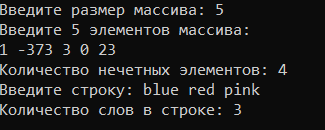 Введите размер массива: 5
Введите 5 элементов массива:
1 -373 3 0 23
Количество нечетных элементов: 4
Введите строку: blue red pink
Количество слов в строке: 3